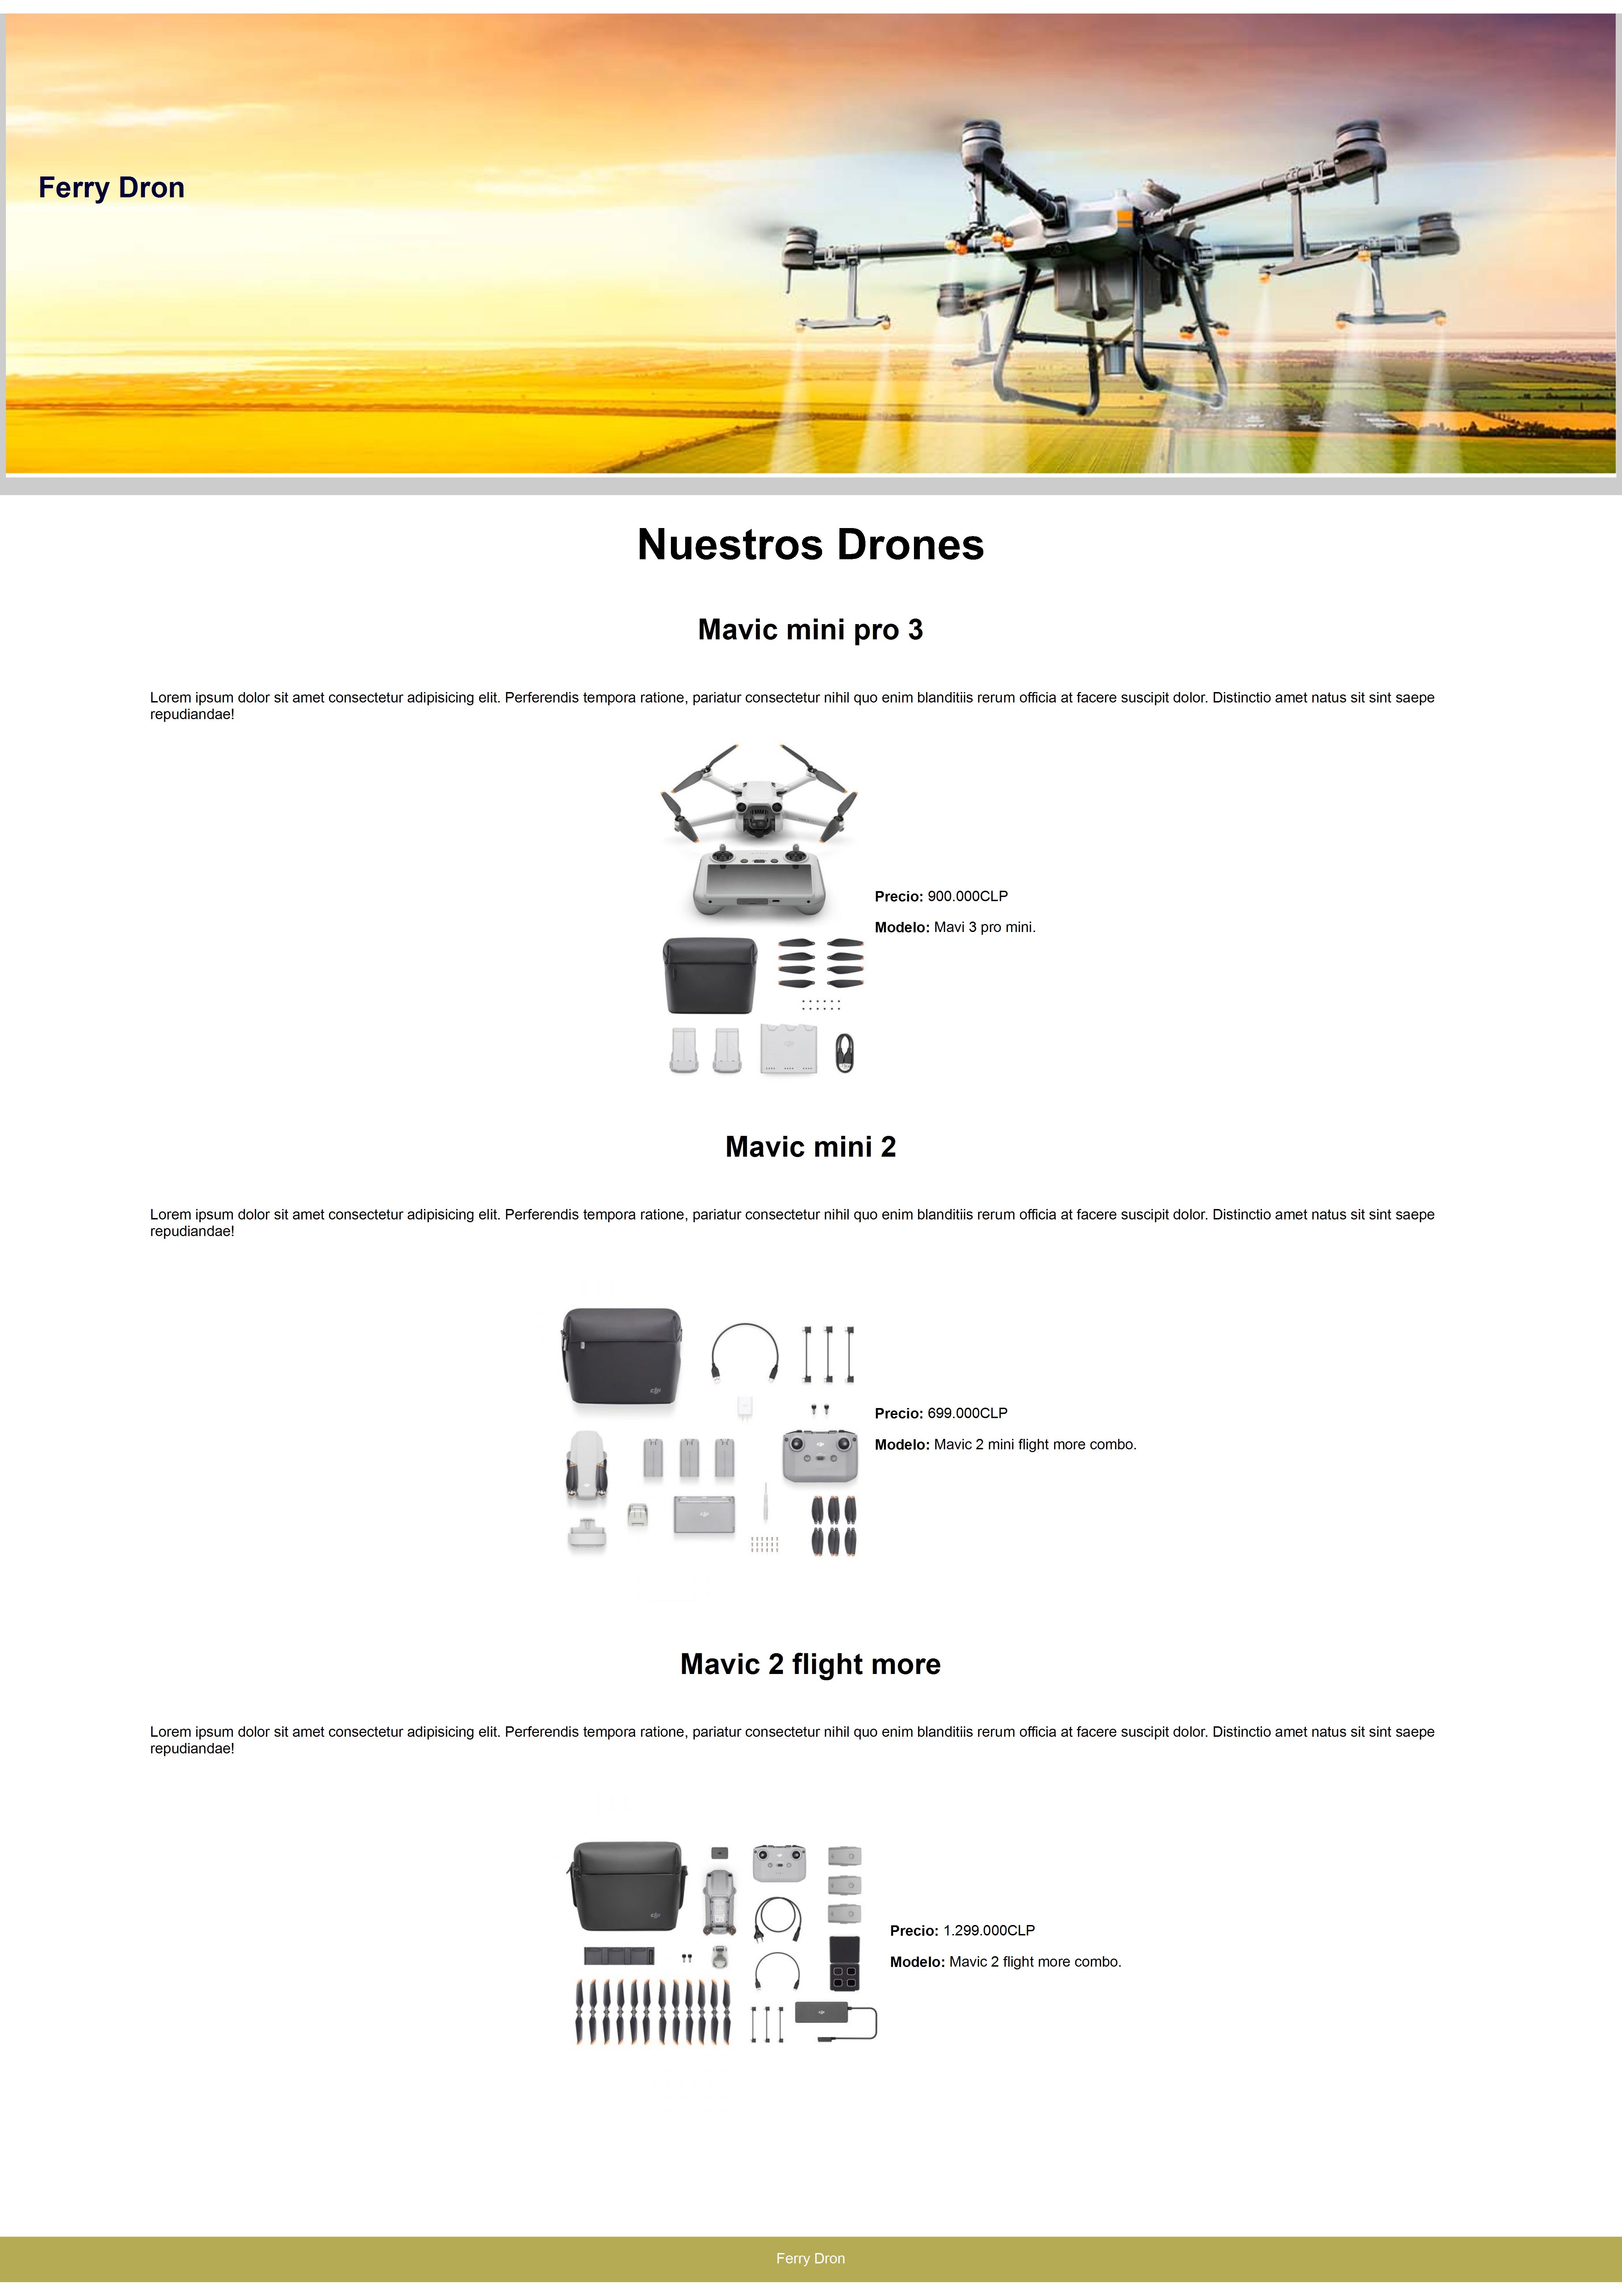 Ferry Dron
Nuestros Drones
Mavic mini pro 3
Lorem ipsum dolor sit amet consectetur adipisicing elit. Perferendis tempora ratione, pariatur consectetur nihil quo enim blanditiis rerum officia at facere suscipit dolor. Distinctio amet natus sit sint saepe
repudiandae!
Precio: 900.000CLP
Modelo: Mavi 3 pro mini.
Mavic mini 2
Lorem ipsum dolor sit amet consectetur adipisicing elit. Perferendis tempora ratione, pariatur consectetur nihil quo enim blanditiis rerum officia at facere suscipit dolor. Distinctio amet natus sit sint saepe
repudiandae!
Precio: 699.000CLP
Modelo: Mavic 2 mini flight more combo.
Mavic 2 flight more
Lorem ipsum dolor sit amet consectetur adipisicing elit. Perferendis tempora ratione, pariatur consectetur nihil quo enim blanditiis rerum officia at facere suscipit dolor. Distinctio amet natus sit sint saepe
repudiandae!
Precio: 1.299.000CLP
Modelo: Mavic 2 flight more combo.
Ferry Dron